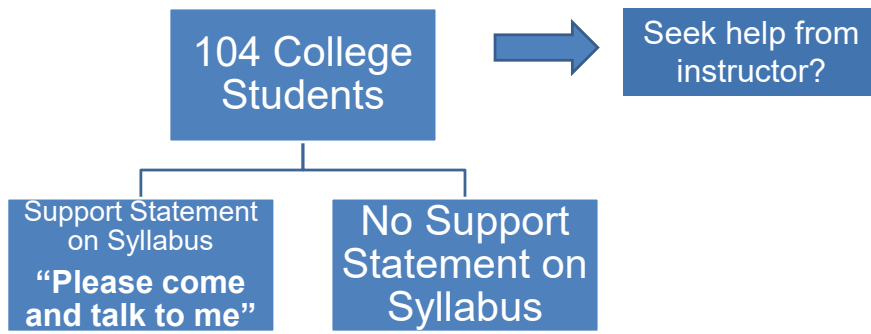 104 College
Students
Seek help from
instructor?
Support Statement
on Syllabus
“Please come
and talk to me”
No Support
Statement on
Syllabus